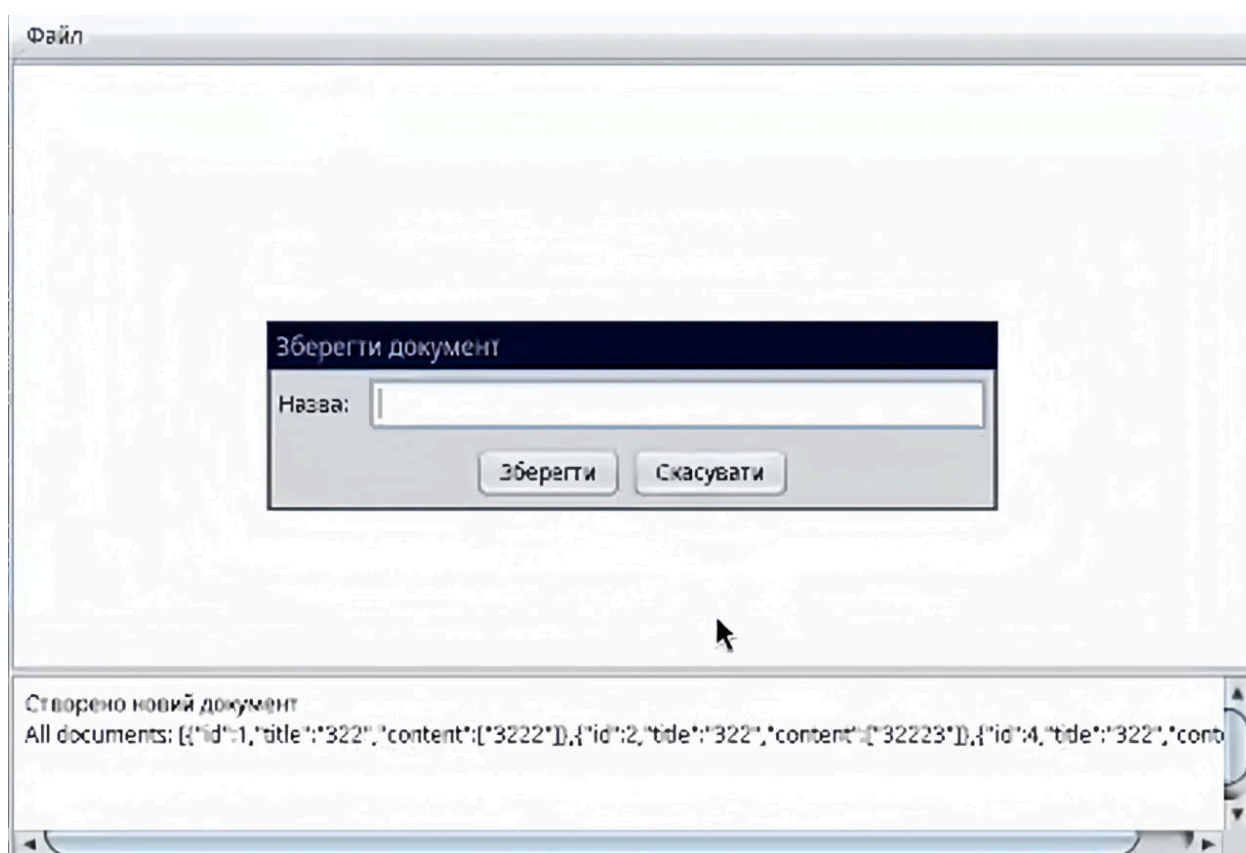 Файл
Зберегти документ
Назва:
Зберегти Скасувати
Створено новий документ
All documents: [{"id":1,"title":"322","content":["3222"]},{"id":2,"title":"322","content":["32223"]},{"id":4,"title":"322","cont